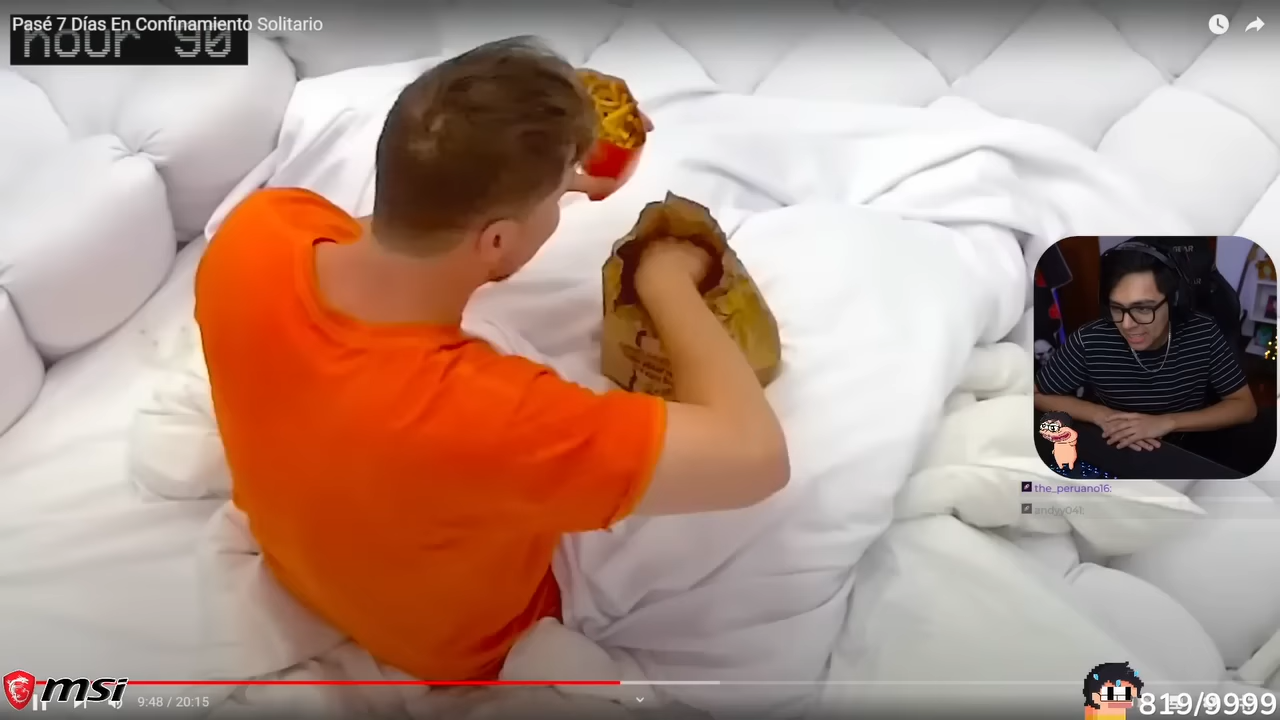 Pasé 7 Días En Confinamiento Solitario
hour 90
the_peruano16:
andyy041:
msi
9:48 / 20:15
819/9999